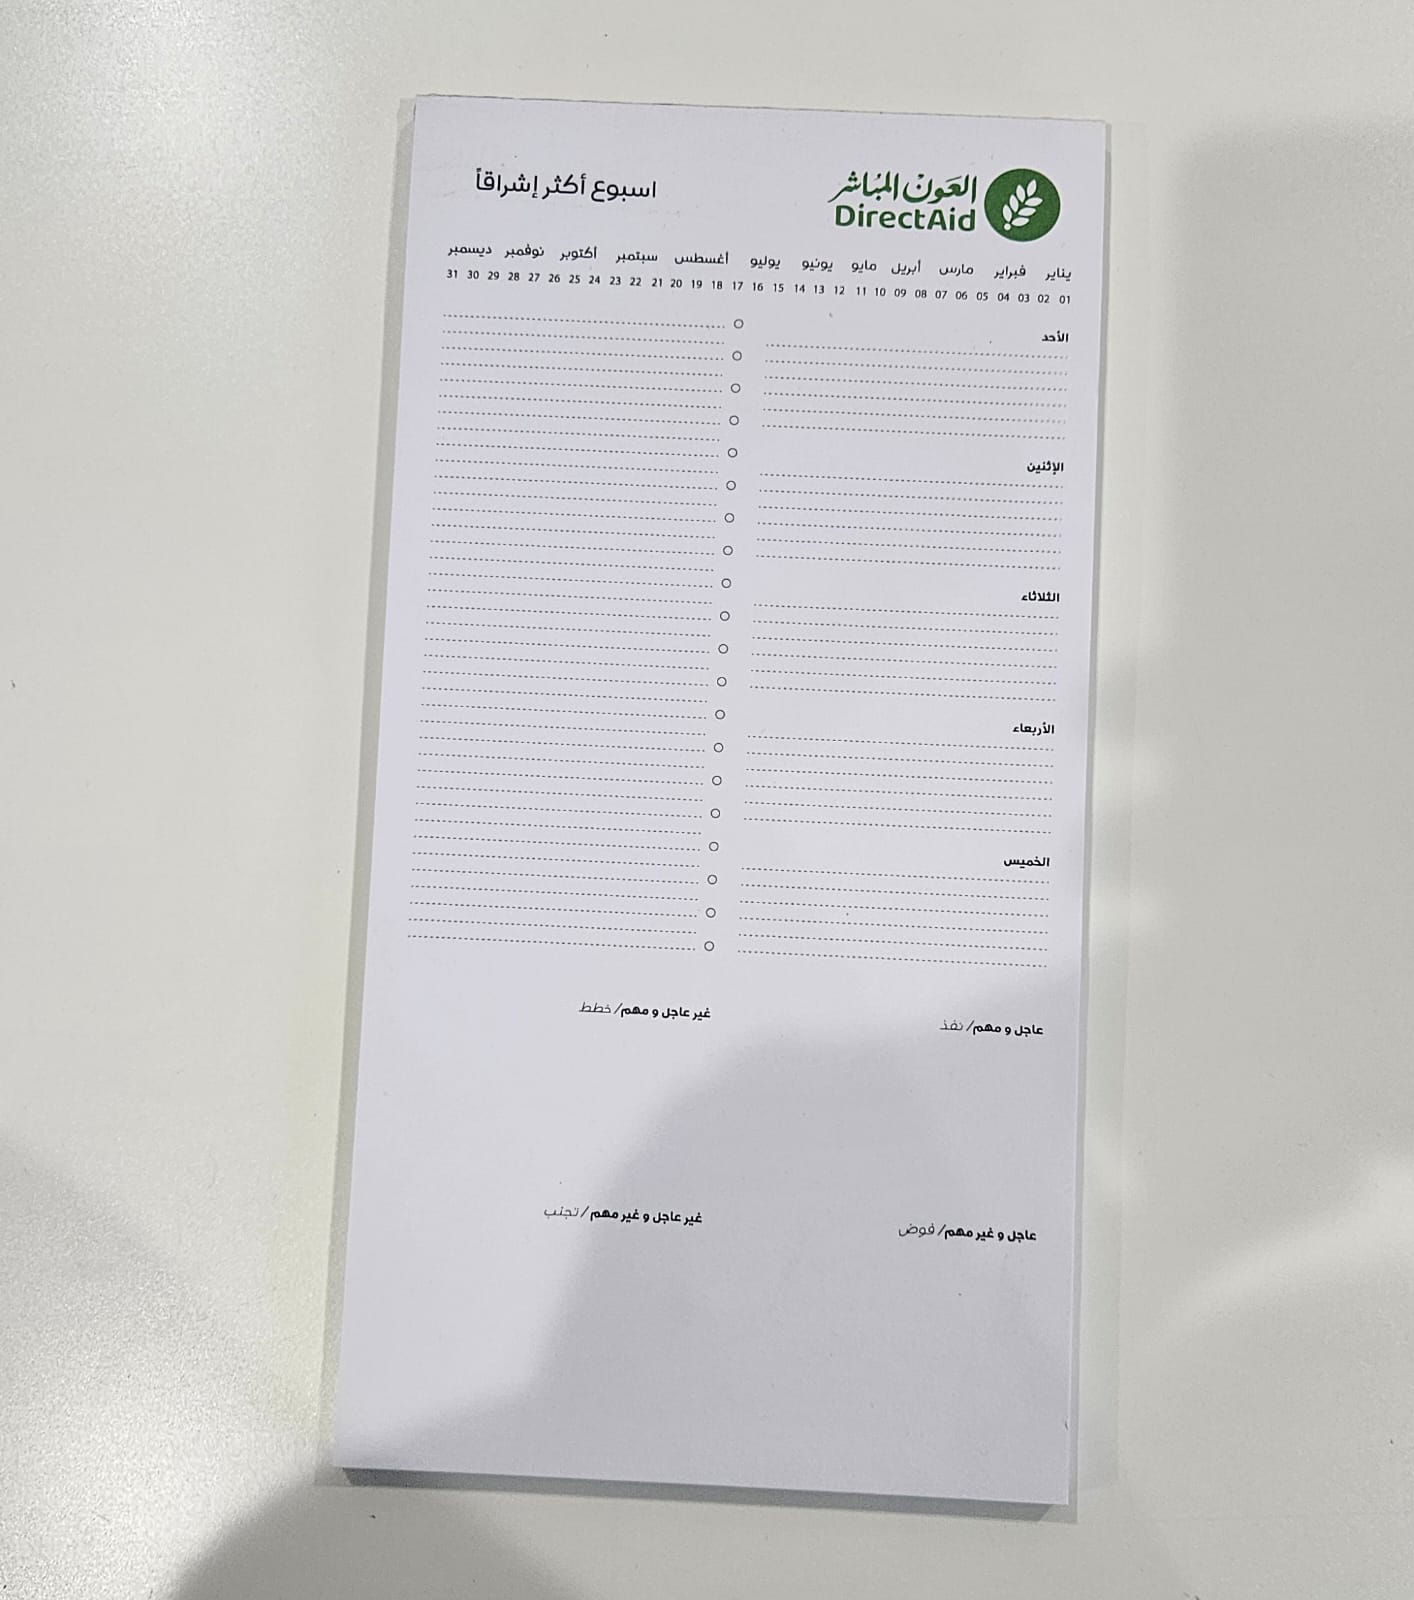 العون المباشر
DirectAid
اسبوع أكثر إشراقاً
يناير فبراير مارس أبريل مايو يونيو يوليو أغسطس سبتمبر أكتوبر نوفمبر ديسمبر
01 02 03 04 05 06 07 08 09 10 11 12 13 14 15 16 17 18 19 20 21 22 23 24 25 26 27 28 29 30 31
الأحد
الإثنين
الثلاثاء
الأربعاء
الخميس
عاجل و مهم/ نفذ
غير عاجل و مهم/ خطط
عاجل و غير مهم/ فوض
غير عاجل و غير مهم/ تجنب